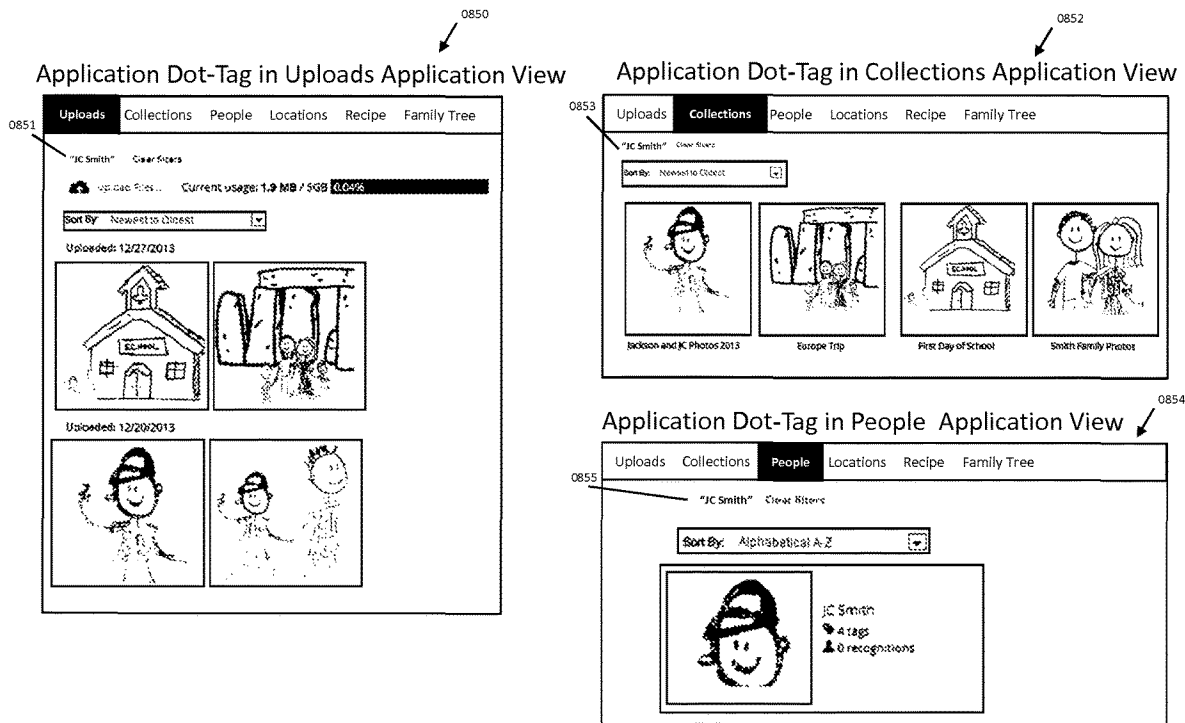 0850
Application Dot-Tag in Uploads Application View
Uploads Collections People Locations Recipe Family Tree
0851
"JC Smith" Clear filters
Upload Files... Current usage: 1.9 MB / 5GB 0.04%
Sort By: Newest to Oldest
Uploaded: 12/27/2013
SCHOOL
Uploaded: 12/20/2013
0852
Application Dot-Tag in Collections Application View
0853
Uploads Collections People Locations Recipe Family Tree
"JC Smith" Clear filters
Sort By: Newest to Oldest
SCHOOL
Jackson and JC Photos 2013 Europe Trip First Day of School Smith Family Photos
0854
Application Dot-Tag in People Application View
Uploads Collections People Locations Recipe Family Tree
0855
"JC Smith" Clear filters
Sort By: Alphabetical A-Z
JC Smith
4 tags
0 recognitions